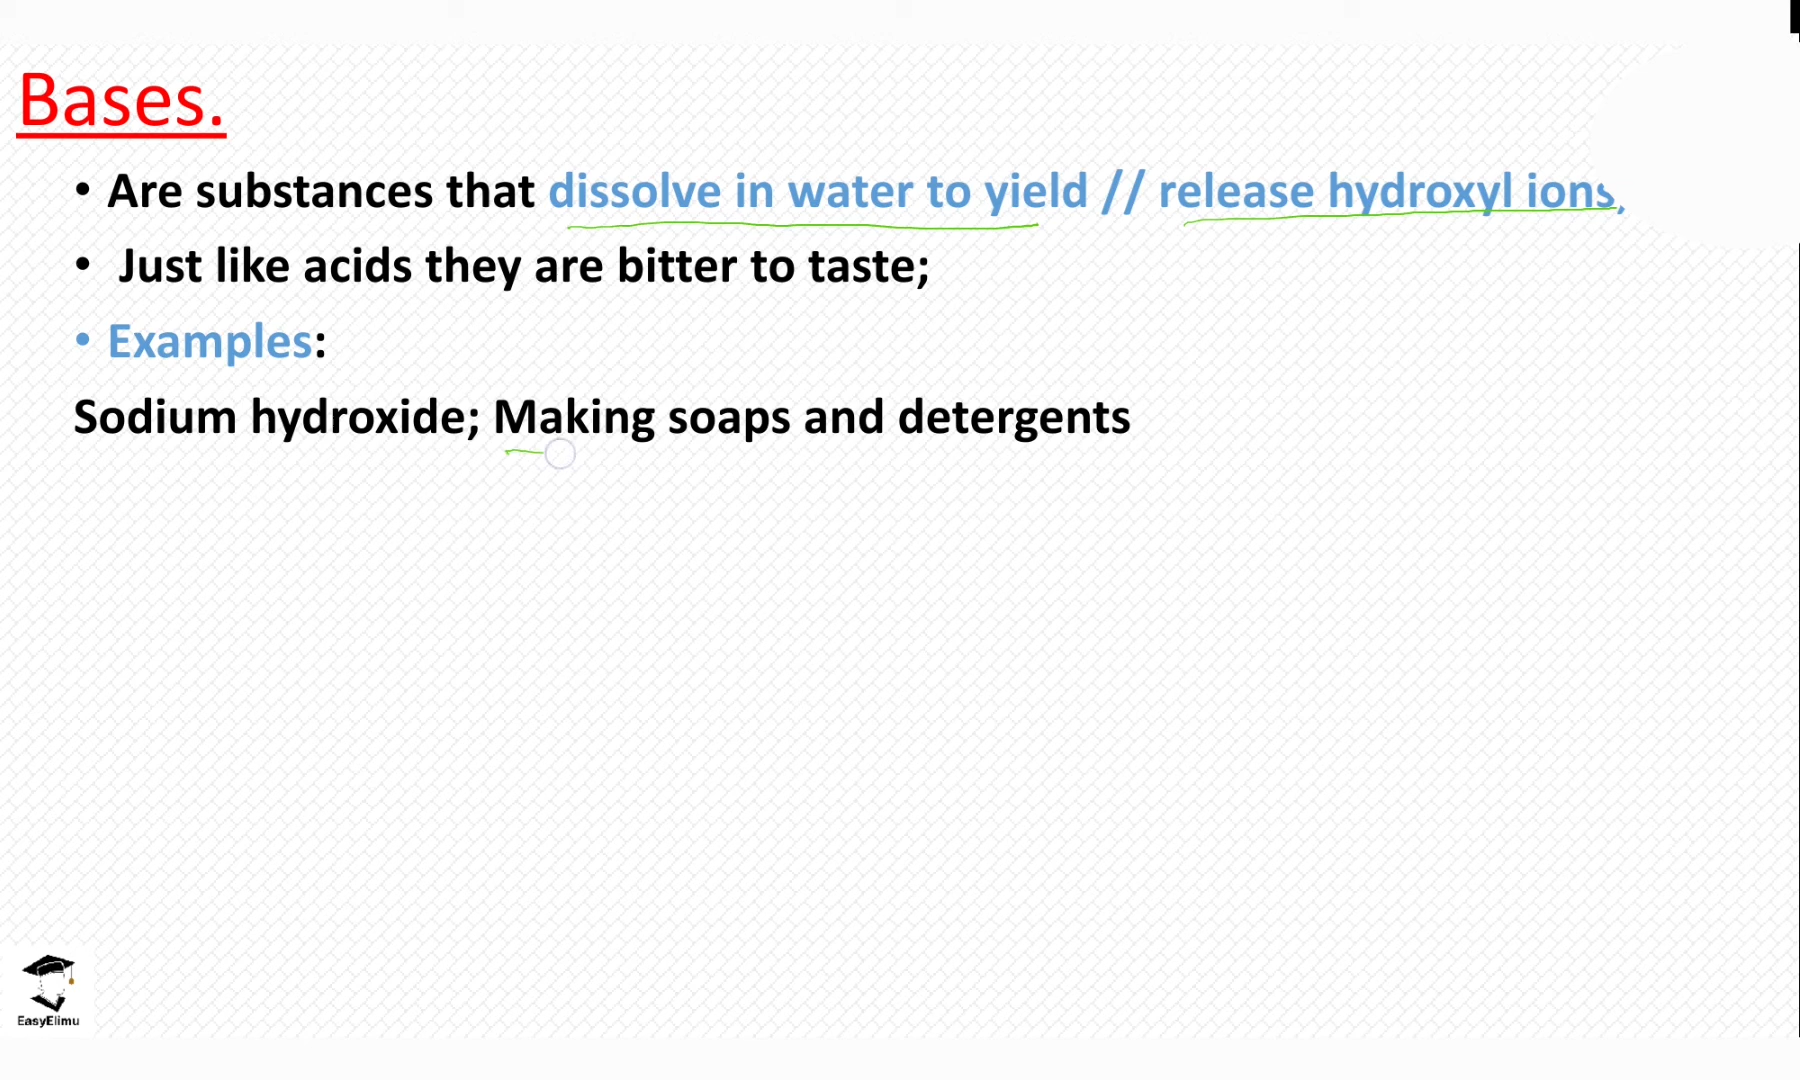 Bases.
• Are substances that dissolve in water to yield // release hydroxyl ions,
• Just like acids they are bitter to taste;
• Examples:
Sodium hydroxide; Making soaps and detergents
EasyElimu